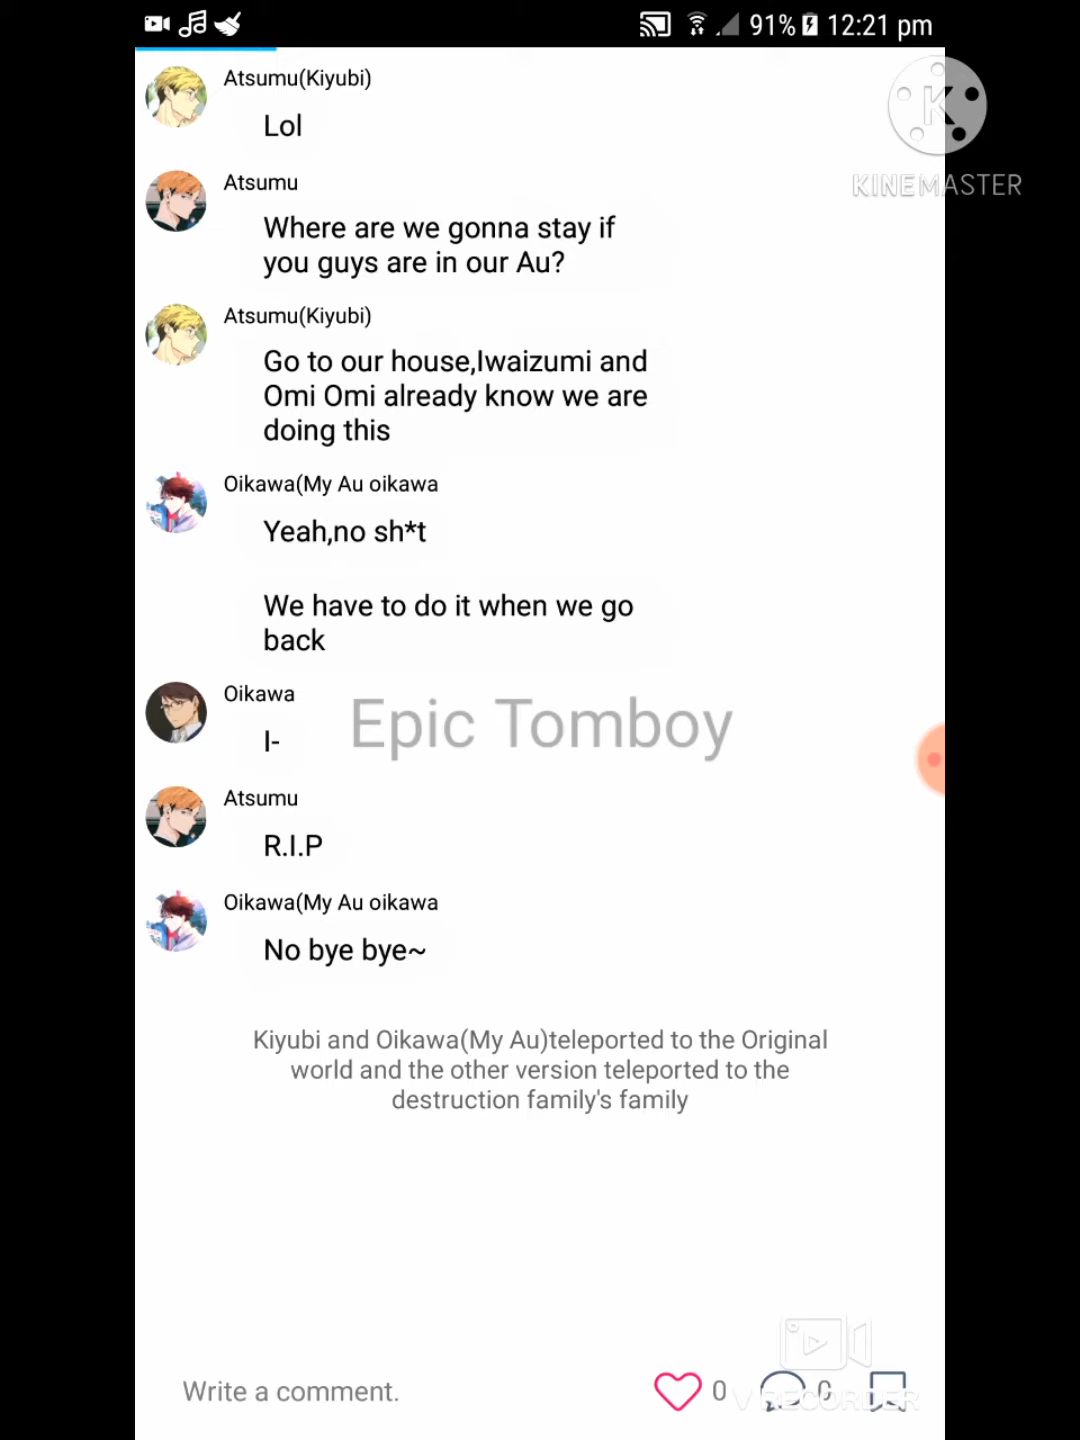 91% 12:21 pm
Atsumu(Kiyubi)
Lol
K
KINEMASTER
Atsumu
Where are we gonna stay if
you guys are in our Au?
Atsumu(Kiyubi)
Go to our house,Iwaizumi and
Omi Omi already know we are
doing this
Oikawa(My Au oikawa
Yeah,no sh*t
We have to do it when we go
back
Oikawa
I-
Epic Tomboy
Atsumu
R.I.P
Oikawa(My Au oikawa
No bye bye~
Kiyubi and Oikawa(My Au)teleported to the Original
world and the other version teleported to the
destruction family's family
Write a comment.
0
0
V RECORDER